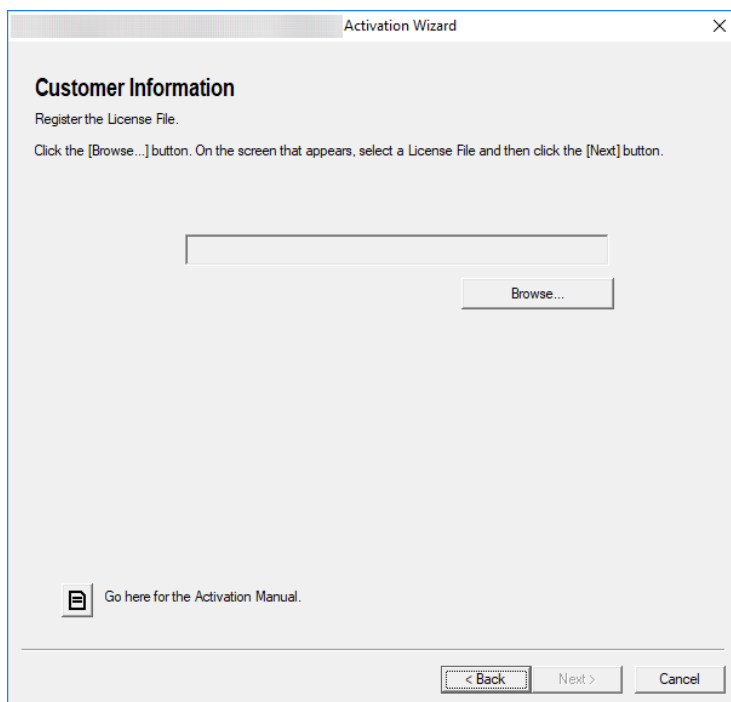 Activation Wizard
Customer Information
Register the License File.
Click the [Browse...] button. On the screen that appears, select a License File and then click the [Next] button.
Browse...
Go here for the Activation Manual.
< Back
Next >
Cancel